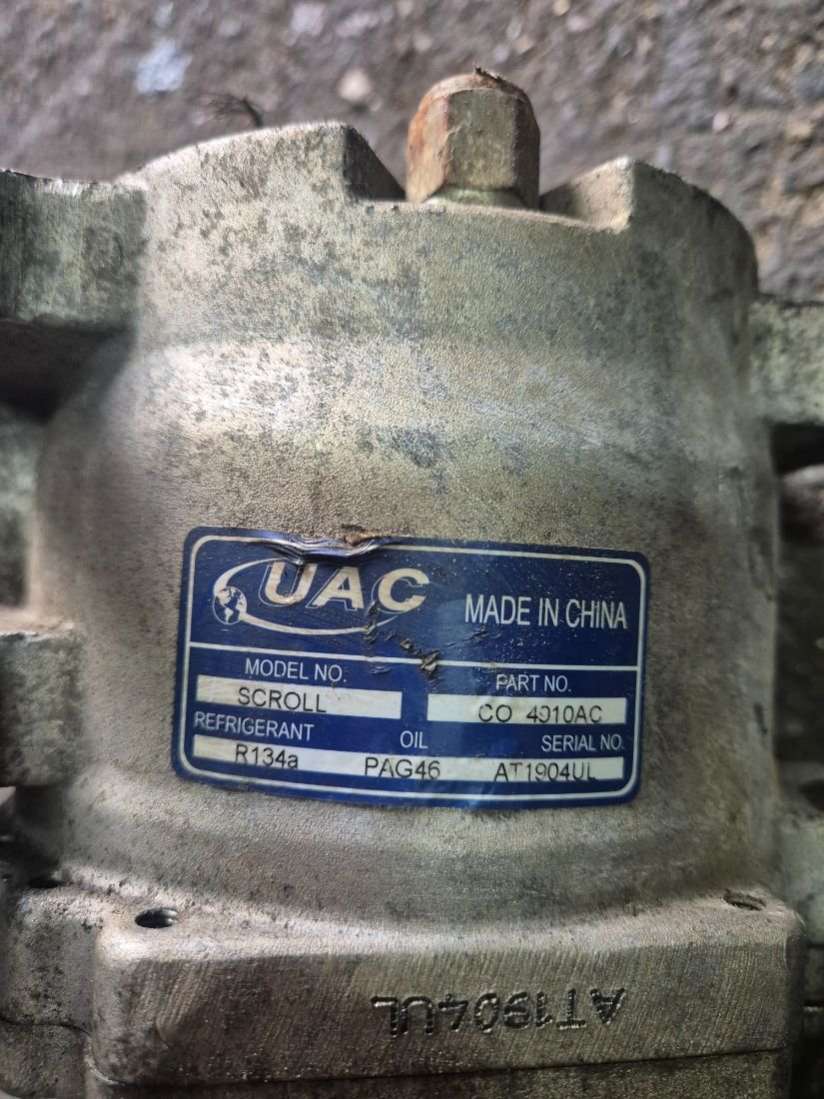 UAC
MADE IN CHINA
MODEL NO. PART NO.
SCROLL CO 4910AC
REFRIGERANT OIL SERIAL NO.
R134a PAG46 AT1904UL
AT1904UL